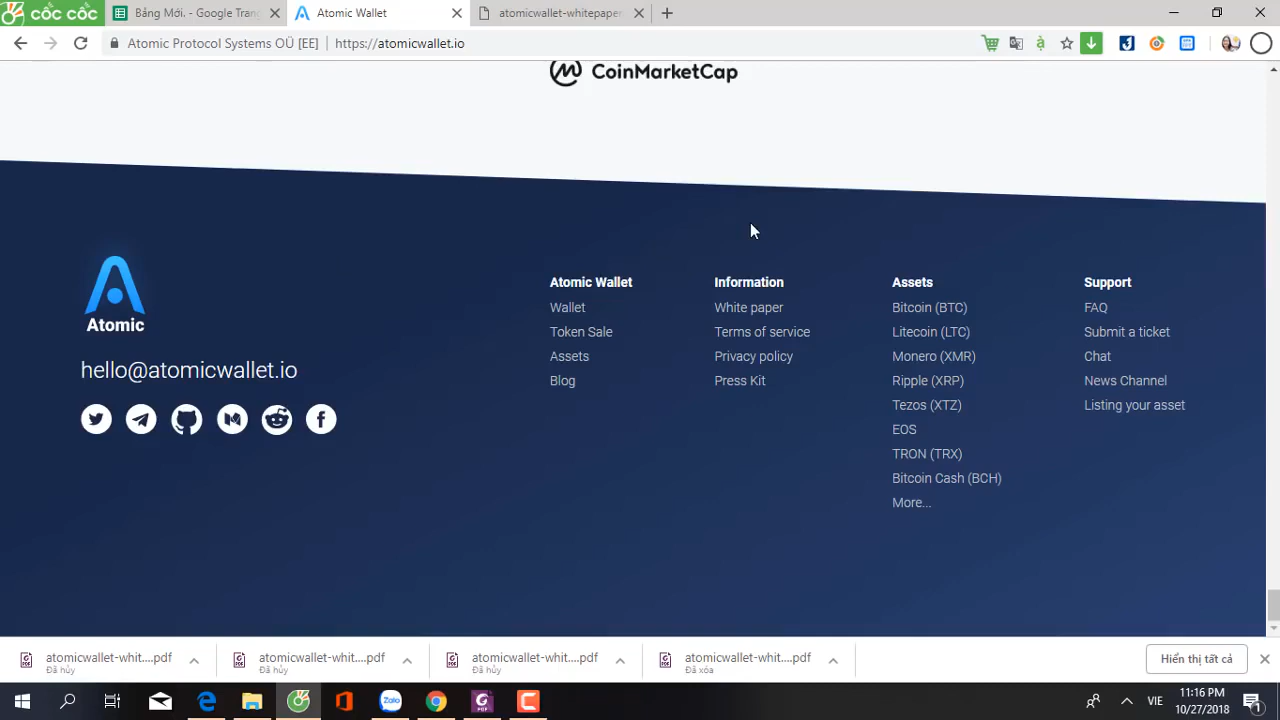 cốc cốc
Bảng Mới. - Google Tran
Atomic Wallet
atomicwallet-whitepaper
Atomic Protocol Systems OÜ [EE]
https://atomicwallet.io
CoinMarketCap
Atomic
hello@atomicwallet.io
Atomic Wallet
Wallet
Token Sale
Assets
Blog
Information
White paper
Terms of service
Privacy policy
Press Kit
Assets
Bitcoin (BTC)
Litecoin (LTC)
Monero (XMR)
Ripple (XRP)
Tezos (XTZ)
EOS
TRON (TRX)
Bitcoin Cash (BCH)
More...
Support
FAQ
Submit a ticket
Chat
News Channel
Listing your asset
atomicwallet-whit....pdf
Đã hủy
atomicwallet-whit....pdf
Đã hủy
atomicwallet-whit....pdf
Đã hủy
atomicwallet-whit....pdf
Đã xóa
Hiển thị tất cả
Zalo
VIE
11:16 PM
10/27/2018
1